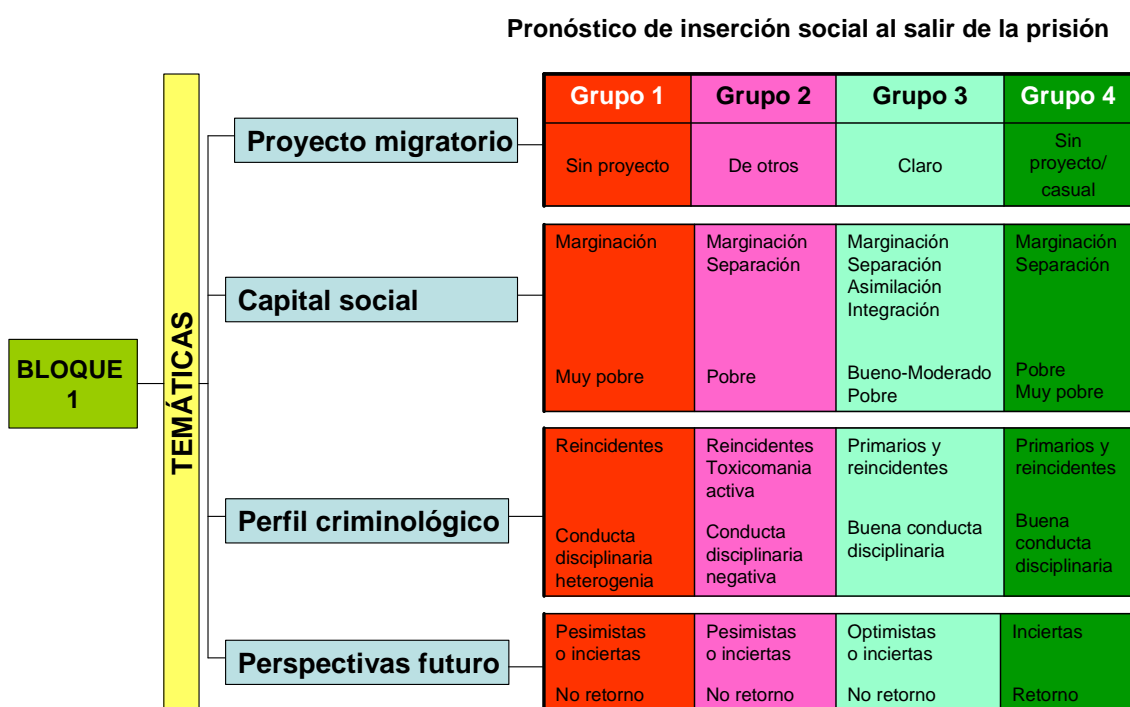 Pronóstico de inserción social al salir de la prisión
Grupo 1
Grupo 2
Grupo 3
Grupo 4
Proyecto migratorio
Sin proyecto
De otros
Claro
Sin
proyecto/
casual
Capital social
Marginación
Muy pobre
Marginación
Separación
Pobre
Marginación
Separación
Asimilación
Integración
Bueno-Moderado
Pobre
Marginación
Separación
Pobre
Muy pobre
BLOQUE
1
TEMÁTICAS
Perfil criminológico
Reincidentes
Conducta
disciplinaria
heterogenia
Reincidentes
Toxicomania
activa
Conducta
disciplinaria
negativa
Primarios y
reincidentes
Buena conducta
disciplinaria
Primarios y
reincidentes
Buena
conducta
disciplinaria
Perspectivas futuro
Pesimistas
o inciertas
No retorno
Pesimistas
o inciertas
No retorno
Optimistas
o inciertas
No retorno
Inciertas
Retorno